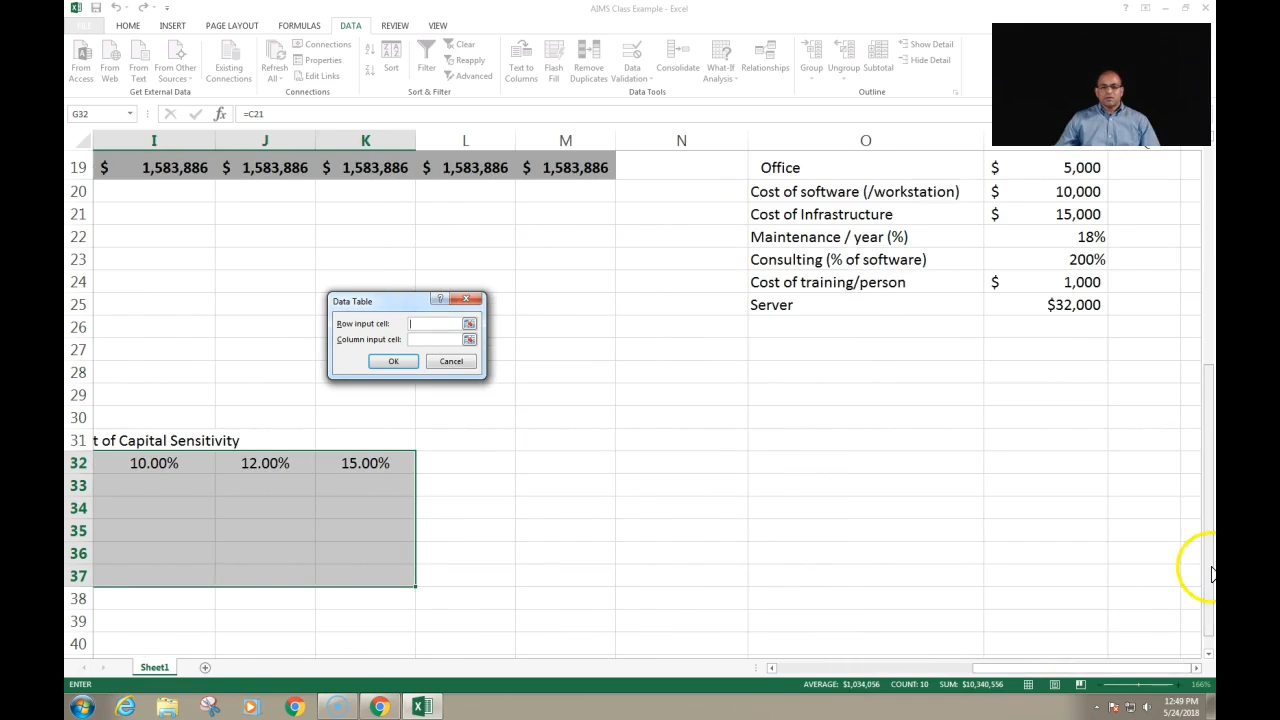 AIMS Class Example - Excel
FILE HOME INSERT PAGE LAYOUT FORMULAS DATA REVIEW VIEW
From Access
From Web
From Text
From Other Sources
Get External Data
Existing Connections
Refresh All
Connections
Properties
Edit Links
Connections
Sort
Filter
Clear
Reapply
Advanced
Sort & Filter
Text to Columns
Flash Fill
Remove Duplicates
Data Validation
Consolidate
What-If Analysis
Relationships
Data Tools
Group
Ungroup
Subtotal
Show Detail
Hide Detail
Outline
G32 fx =C21
I J K L M N O
19 $ 1,583,886 $ 1,583,886 $ 1,583,886 $ 1,583,886 $ 1,583,886 Office $ 5,000
20 Cost of software (/workstation) $ 10,000
21 Cost of Infrastructure $ 15,000
22 Maintenance / year (%) 18%
23 Consulting (% of software) 200%
24 Cost of training/person $ 1,000
25 Server $32,000
26
27
28
29
30
31 t of Capital Sensitivity
32 10.00% 12.00% 15.00%
33
34
35
36
37
38
39
40
Data Table
Row input cell:
Column input cell:
OK Cancel
Sheet1
ENTER AVERAGE: $1,034,056 COUNT: 10 SUM: $10,340,556 166%
12:49 PM
5/24/2018